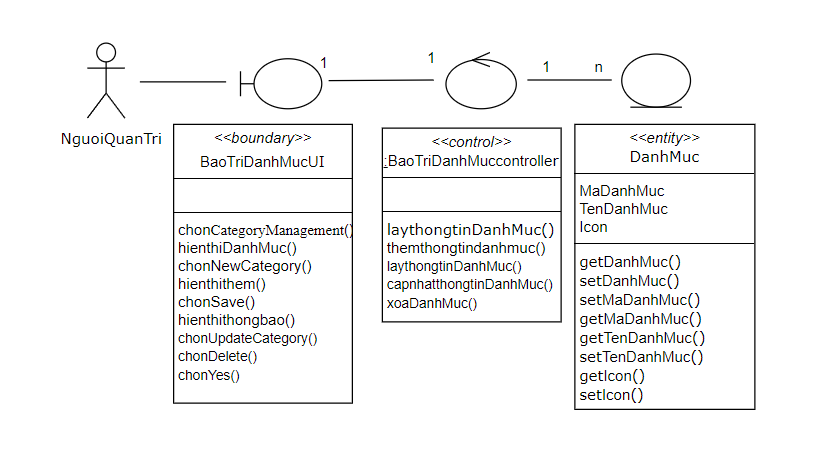 1
1
1
n
NguoiQuanTri
<<boundary>>
BaoTriDanhMucUI
chonCategoryManagement()
hienthiDanhMuc()
chonNewCategory()
hienthithem()
chonSave()
hienthithongbao()
chonUpdateCategory()
chonDelete()
chonYes()
<<control>>
:BaoTriDanhMuccontroller
laythongtinDanhMuc()
themthongtindanhmuc()
laythongtinDanhMuc()
capnhatthongtinDanhMuc()
xoaDanhMuc()
<<entity>>
DanhMuc
MaDanhMuc
TenDanhMuc
Icon
getDanhMuc()
setDanhMuc()
setMaDanhMuc()
getMaDanhMuc()
getTenDanhMuc()
setTenDanhMuc()
getIcon()
setIcon()